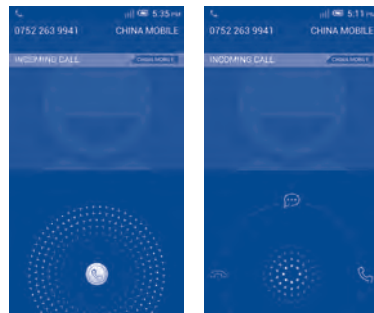 5:35 PM
0752 263 9941 CHINA MOBILE
INCOMING CALL CHINA MOBILE
5:11 PM
0752 263 9941 CHINA MOBILE
INCOMING CALL CHINA MOBILE